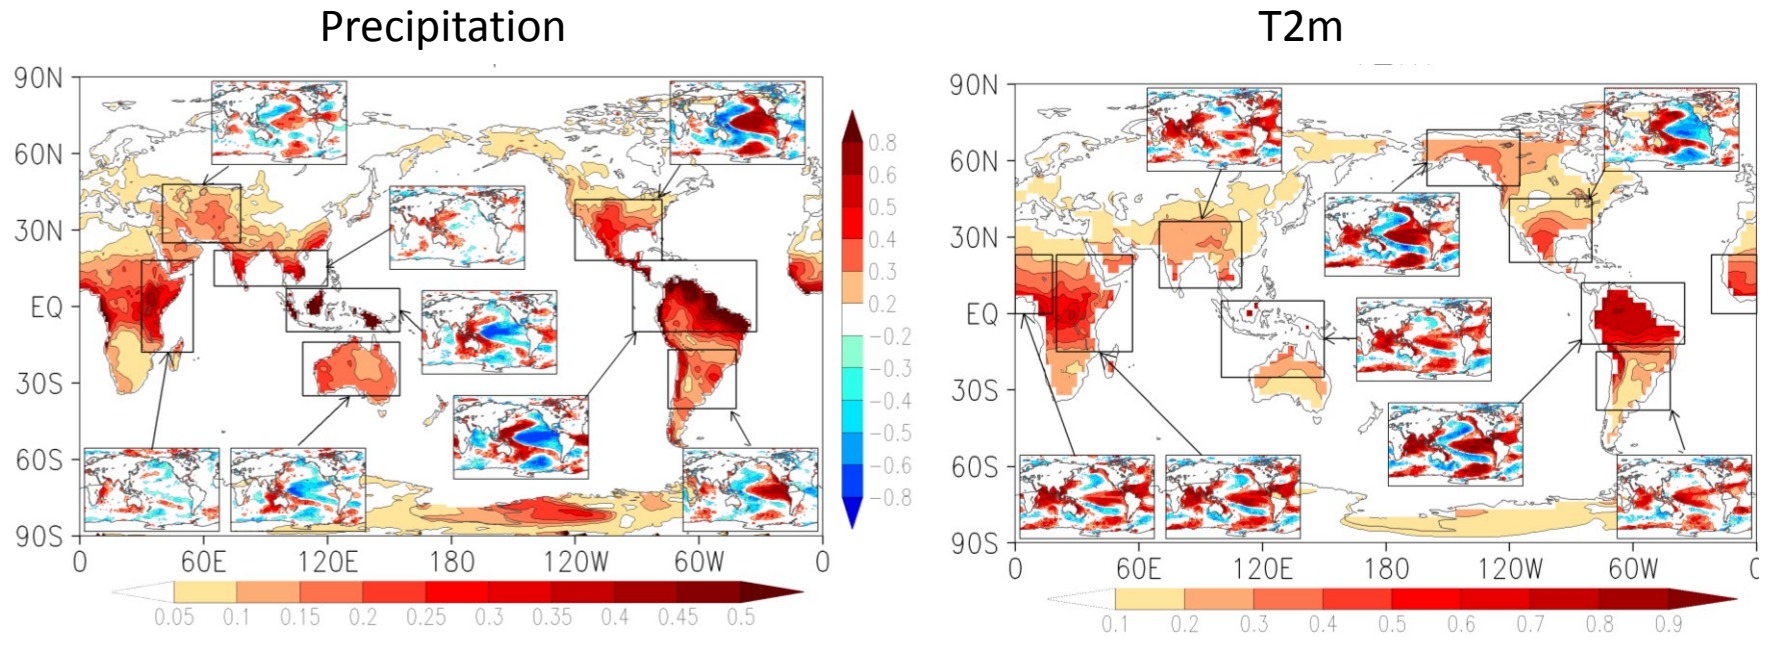 Precipitation
T2m
90N
60N
30N
EQ
30S
60S
90S
0 60E 120E 180 120W 60W 0
0.8
0.6
0.5
0.4
0.3
0.2
−0.2
−0.3
−0.4
−0.5
−0.6
−0.8
0.05 0.1 0.15 0.2 0.25 0.3 0.35 0.4 0.45 0.5
90N
60N
30N
EQ
30S
60S
90S
0 60E 120E 180 120W 60W
0.1 0.2 0.3 0.4 0.5 0.6 0.7 0.8 0.9